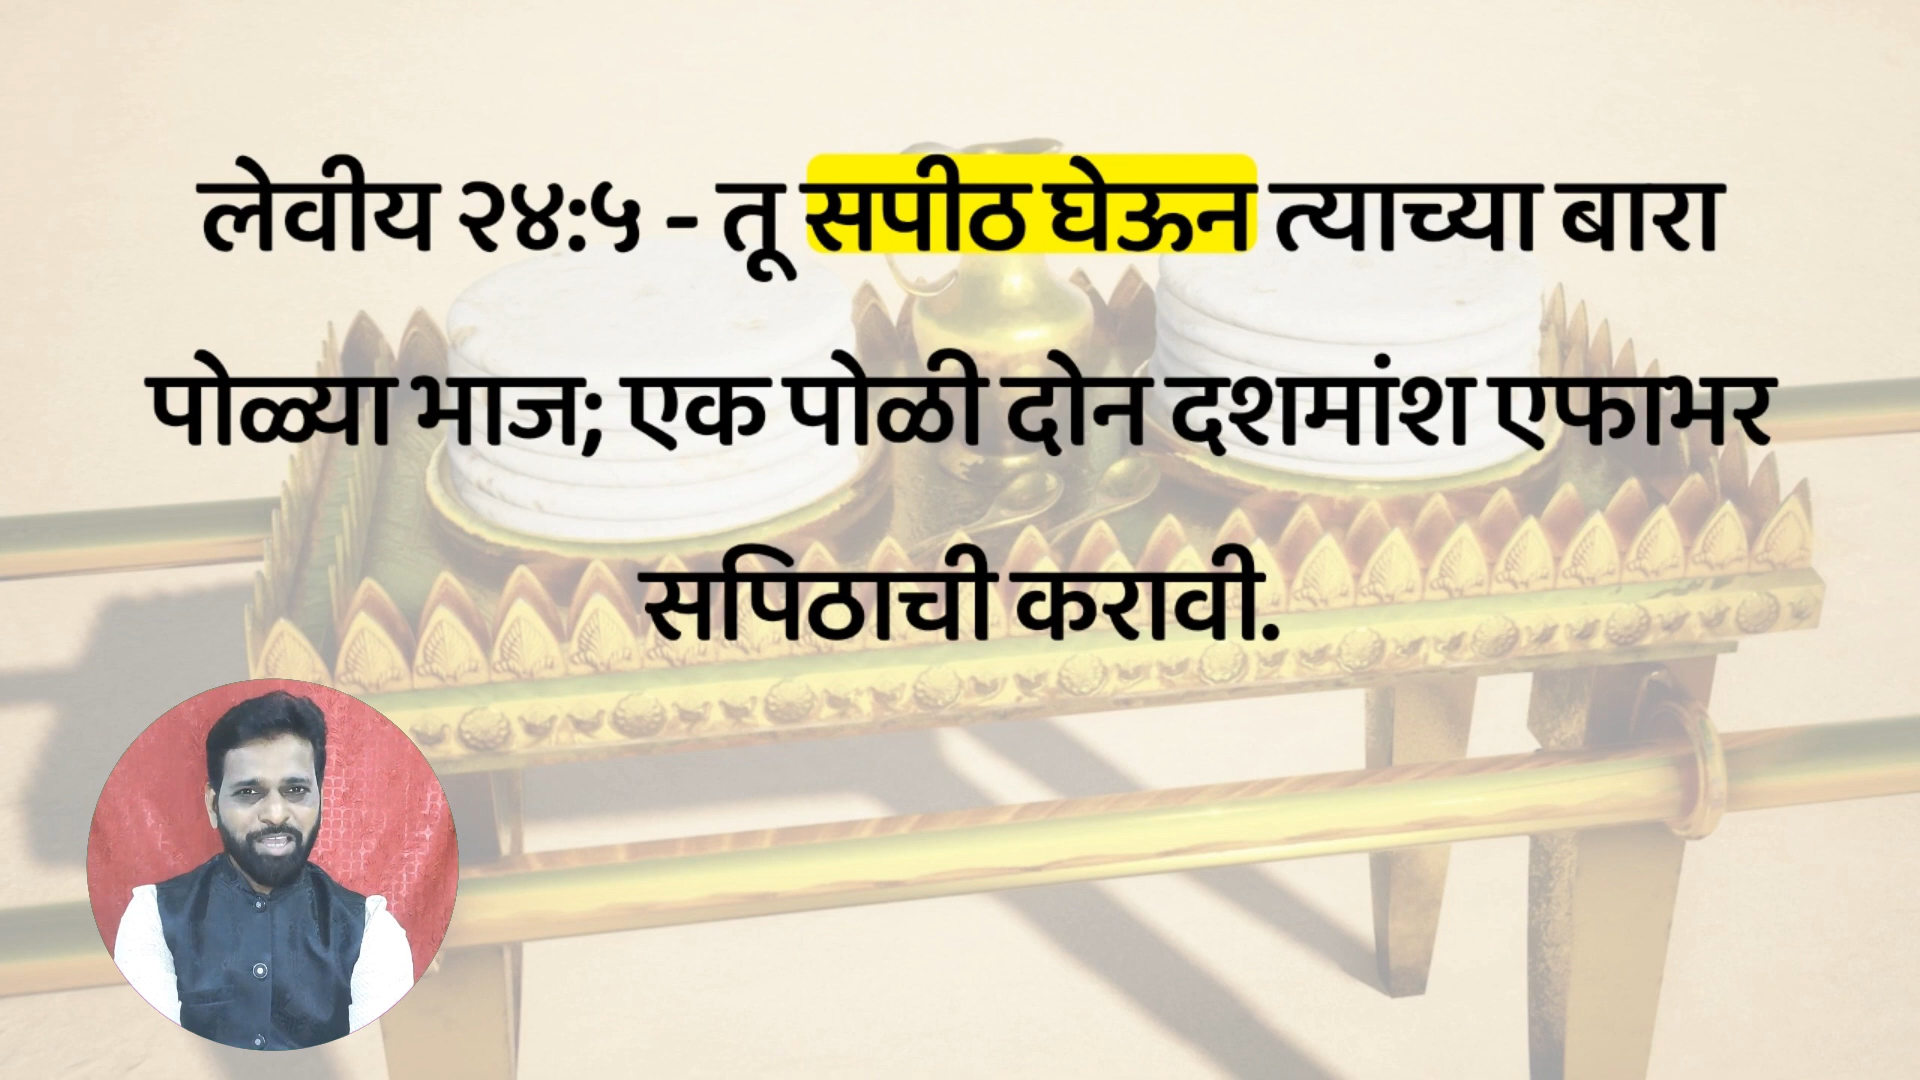 लेवीय २४:५ - तू सपीठ घेऊन त्याच्या बारा
पोळ्या भाज; एक पोळी दोन दशमांश एफाभर
सपिठाची करावी.